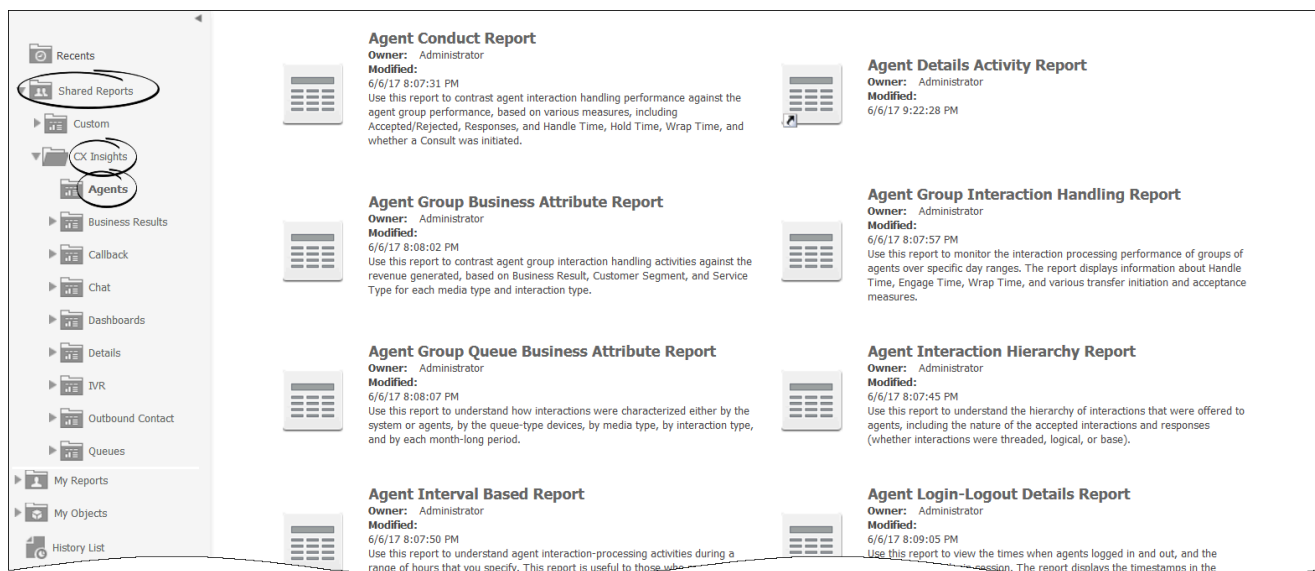 Recents
Shared Reports
Custom
CX Insights
Agents
Business Results
Callback
Chat
Dashboards
Details
IVR
Outbound Contact
Queues
My Reports
My Objects
History List
Agent Conduct Report
Owner: Administrator
Modified:
6/6/17 8:07:31 PM
Use this report to contrast agent interaction handling performance against the
agent group performance, based on various measures, including
Accepted/Rejected, Responses, and Handle Time, Hold Time, Wrap Time, and
whether a Consult was initiated.
Agent Details Activity Report
Owner: Administrator
Modified:
6/6/17 9:22:28 PM
Agent Group Business Attribute Report
Owner: Administrator
Modified:
6/6/17 8:08:02 PM
Use this report to contrast agent group interaction handling activities against the
revenue generated, based on Business Result, Customer Segment, and Service
Type for each media type and interaction type.
Agent Group Interaction Handling Report
Owner: Administrator
Modified:
6/6/17 8:07:57 PM
Use this report to monitor the interaction processing performance of groups of
agents over specific day ranges. The report displays information about Handle
Time, Engage Time, Wrap Time, and various transfer initiation and acceptance
measures.
Agent Group Queue Business Attribute Report
Owner: Administrator
Modified:
6/6/17 8:08:07 PM
Use this report to understand how interactions were characterized either by the
system or agents, by the queue-type devices, by media type, by interaction type,
and by each month-long period.
Agent Interaction Hierarchy Report
Owner: Administrator
Modified:
6/6/17 8:07:45 PM
Use this report to understand the hierarchy of interactions that were offered to
agents, including the nature of the accepted interactions and responses
(whether interactions were threaded, logical, or base).
Agent Interval Based Report
Owner: Administrator
Modified:
6/6/17 8:07:50 PM
Use this report to understand agent interaction-processing activities during a
range of hours that you specify. This report is useful to those who
Agent Login-Logout Details Report
Owner: Administrator
Modified:
6/6/17 8:09:05 PM
Use this report to view the times when agents logged in and out, and the
session. The report displays the timestamps in the